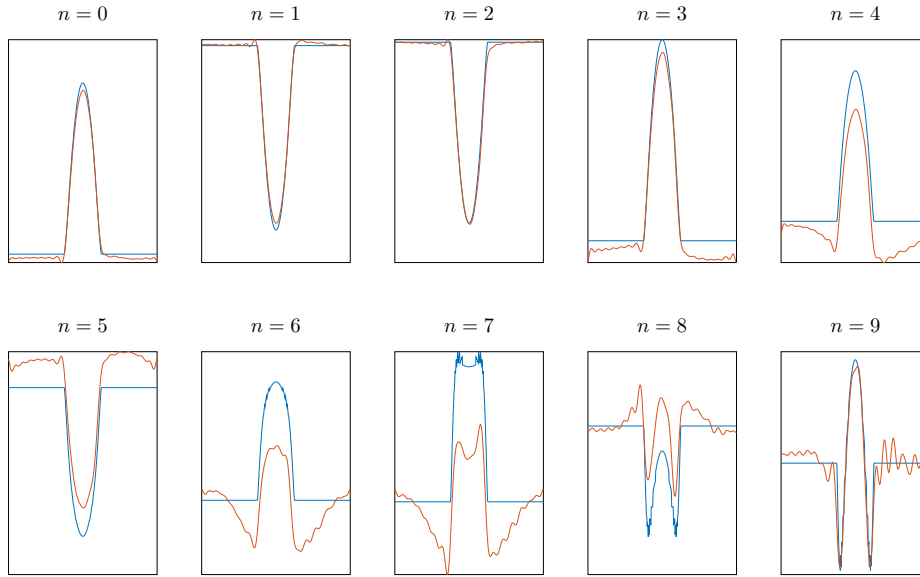 n = 0 n = 1 n = 2 n = 3 n = 4
n = 5 n = 6 n = 7 n = 8 n = 9